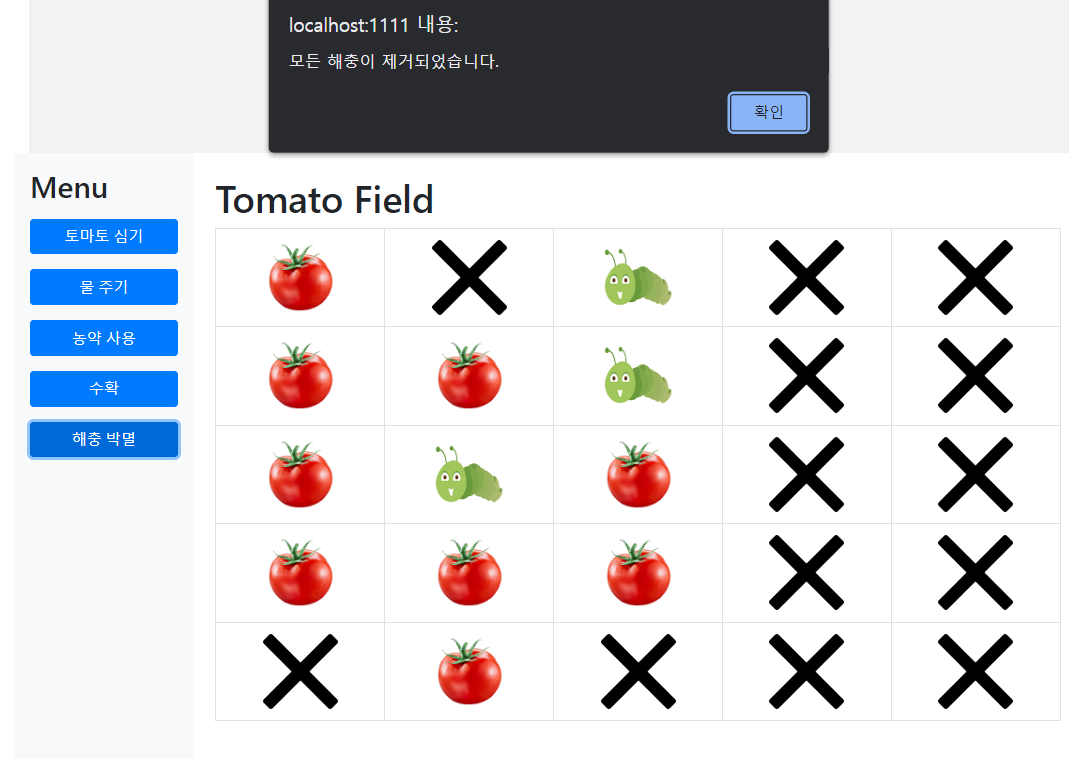 localhost:1111 내용:
모든 해충이 제거되었습니다.
확인
Menu
토마토 심기
물 주기
농약 사용
수확
해충 박멸
Tomato Field